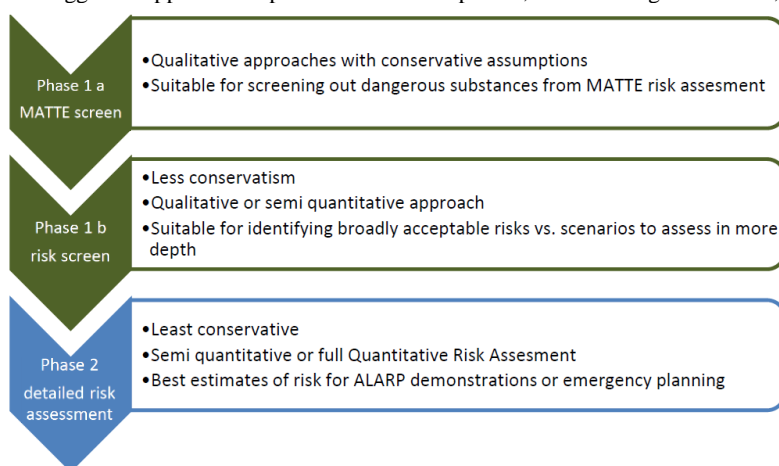 Phase 1 a
MATTE screen
•Qualitative approaches with conservative assumptions
•Suitable for screening out dangerous substances from MATTE risk assesment
Phase 1 b
risk screen
•Less conservatism
•Qualitative or semi quantitative approach
•Suitable for identifying broadly acceptable risks vs. scenarios to assess in more
depth
Phase 2
detailed risk
assessment
•Least conservative
•Semi quantitative or full Quantitative Risk Assesment
•Best estimates of risk for ALARP demonstrations or emergency planning